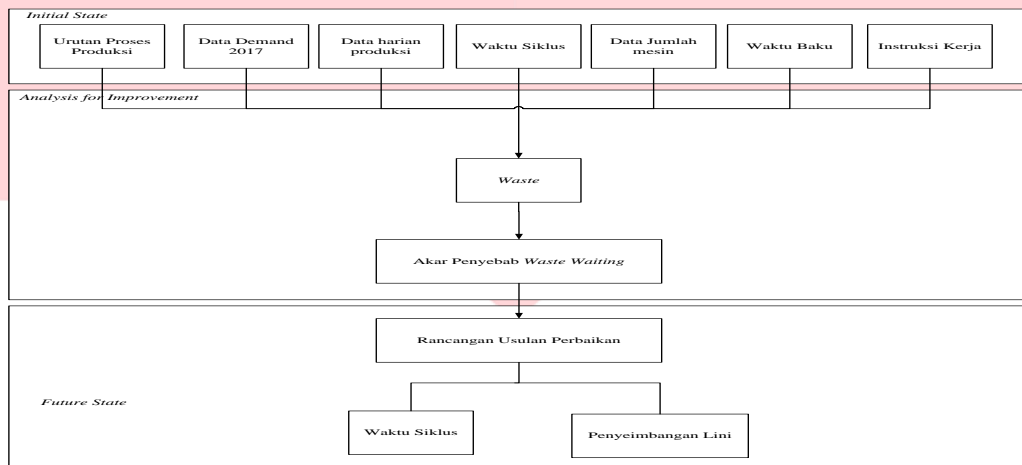 Initial State
Urutan Proses
Produksi
Data Demand
2017
Data harian
produksi
Waktu Siklus
Data Jumlah
mesin
Waktu Baku
Instruksi Kerja
Analysis for Improvement
Waste
Akar Penyebab Waste Waiting
Rancangan Usulan Perbaikan
Future State
Waktu Siklus
Penyeimbangan Lini